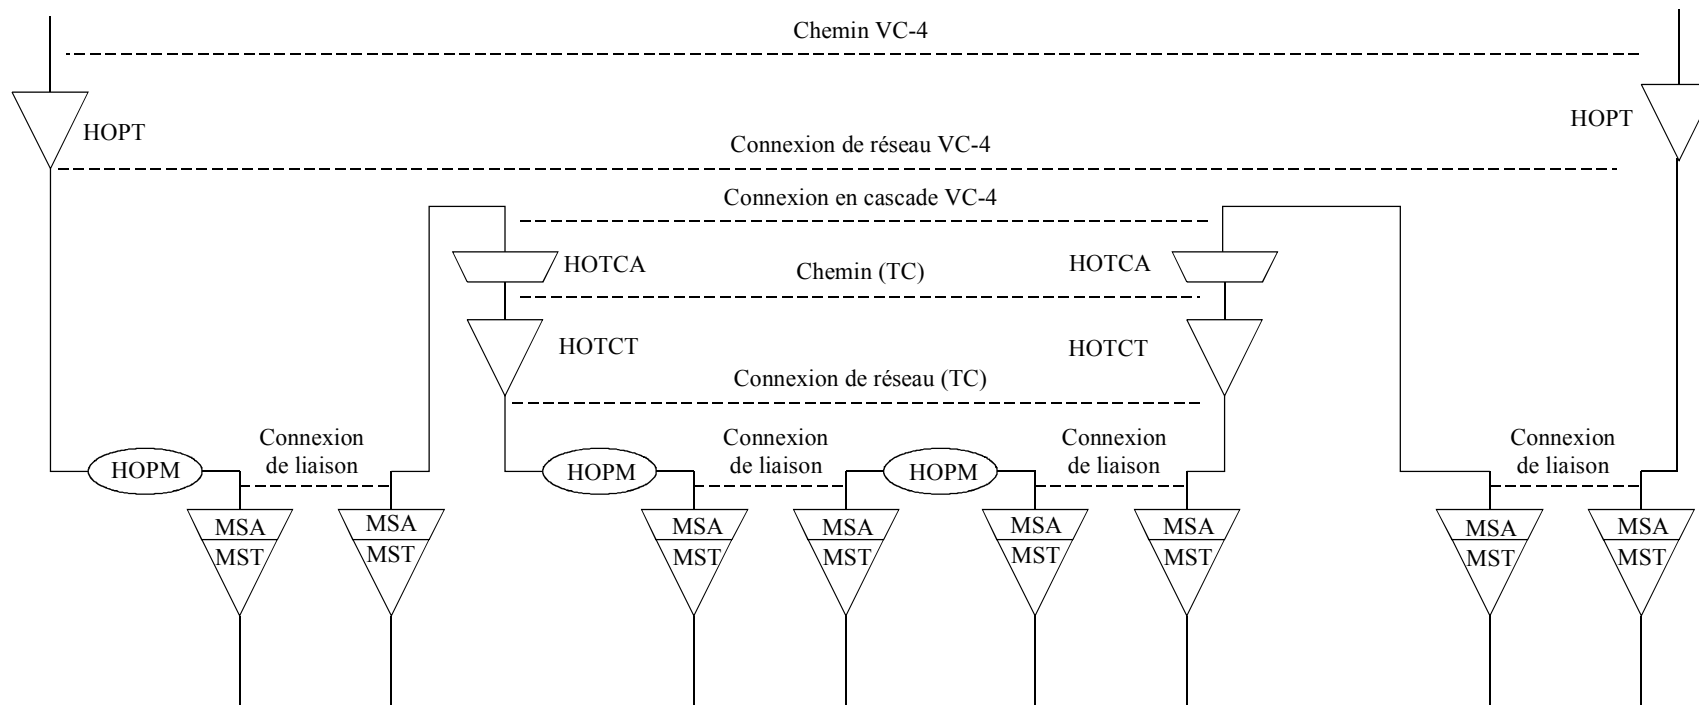 Chemin VC-4
HOPT
HOPT
Connexion de réseau VC-4
Connexion en cascade VC-4
HOTCA
HOTCA
Chemin (TC)
HOTCT
HOTCT
Connexion de réseau (TC)
Connexion
de liaison
Connexion
de liaison
Connexion
de liaison
Connexion
de liaison
HOPM
HOPM
HOPM
MSA
MST
MSA
MST
MSA
MST
MSA
MST
MSA
MST
MSA
MST
MSA
MST
MSA
MST